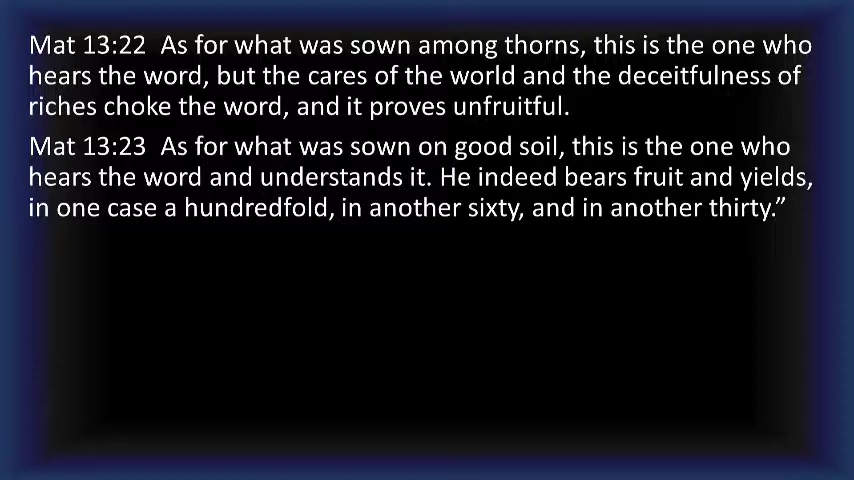 Mat 13:22  As for what was sown among thorns, this is the one who
hears the word, but the cares of the world and the deceitfulness of
riches choke the word, and it proves unfruitful.
Mat 13:23  As for what was sown on good soil, this is the one who
hears the word and understands it. He indeed bears fruit and yields,
in one case a hundredfold, in another sixty, and in another thirty.”